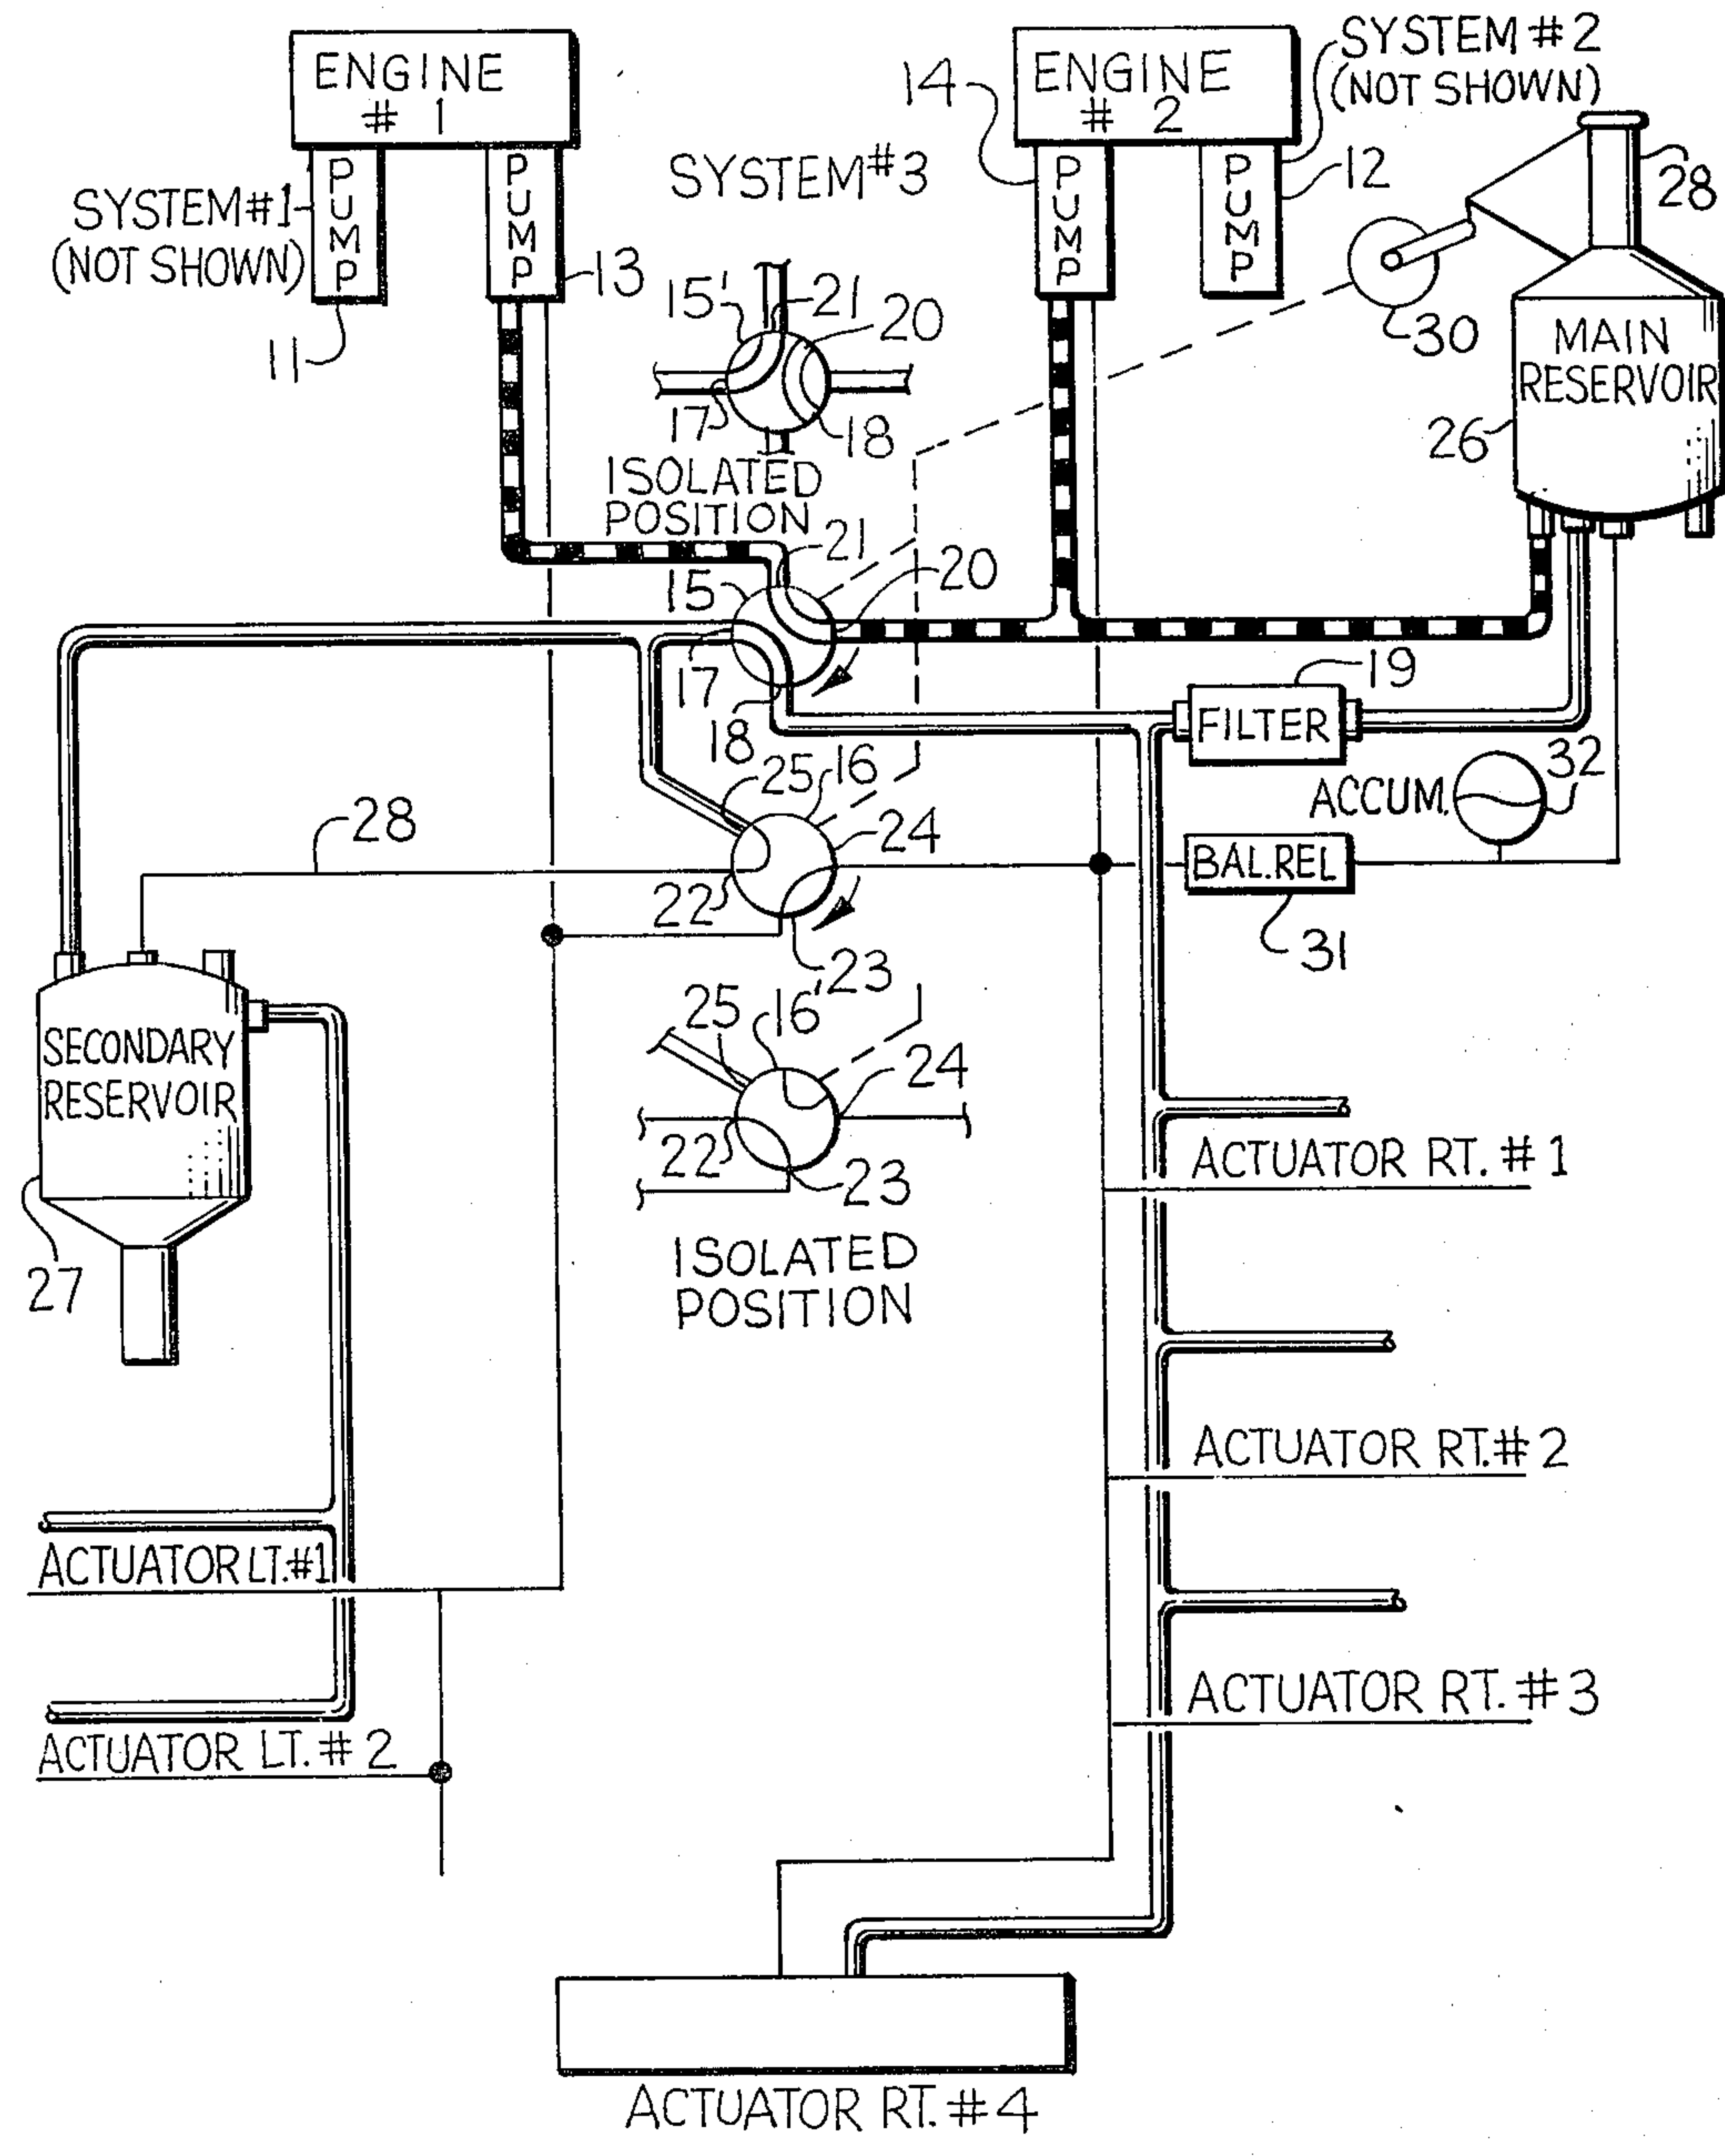 ENGINE
# 1
ENGINE
# 2
SYSTEM #2
(NOT SHOWN)
14
28
SYSTEM #3
SYSTEM #1
(NOT SHOWN)
PUMP
PUMP
PUMP
PUMP
12
13
11
15'
21
20
17
18
30
MAIN
RESERVOIR
26
ISOLATED
POSITION
21
15
20
17
18
19
FILTER
25
16
32
ACCUM.
28
24
22
BAL.REL
31
23
25
16'
24
22
23
SECONDARY
RESERVOIR
27
ISOLATED
POSITION
ACTUATOR RT. #1
ACTUATOR RT.#2
ACTUATOR LT.#1
ACTUATOR RT. #3
ACTUATOR LT. #2
ACTUATOR RT. #4